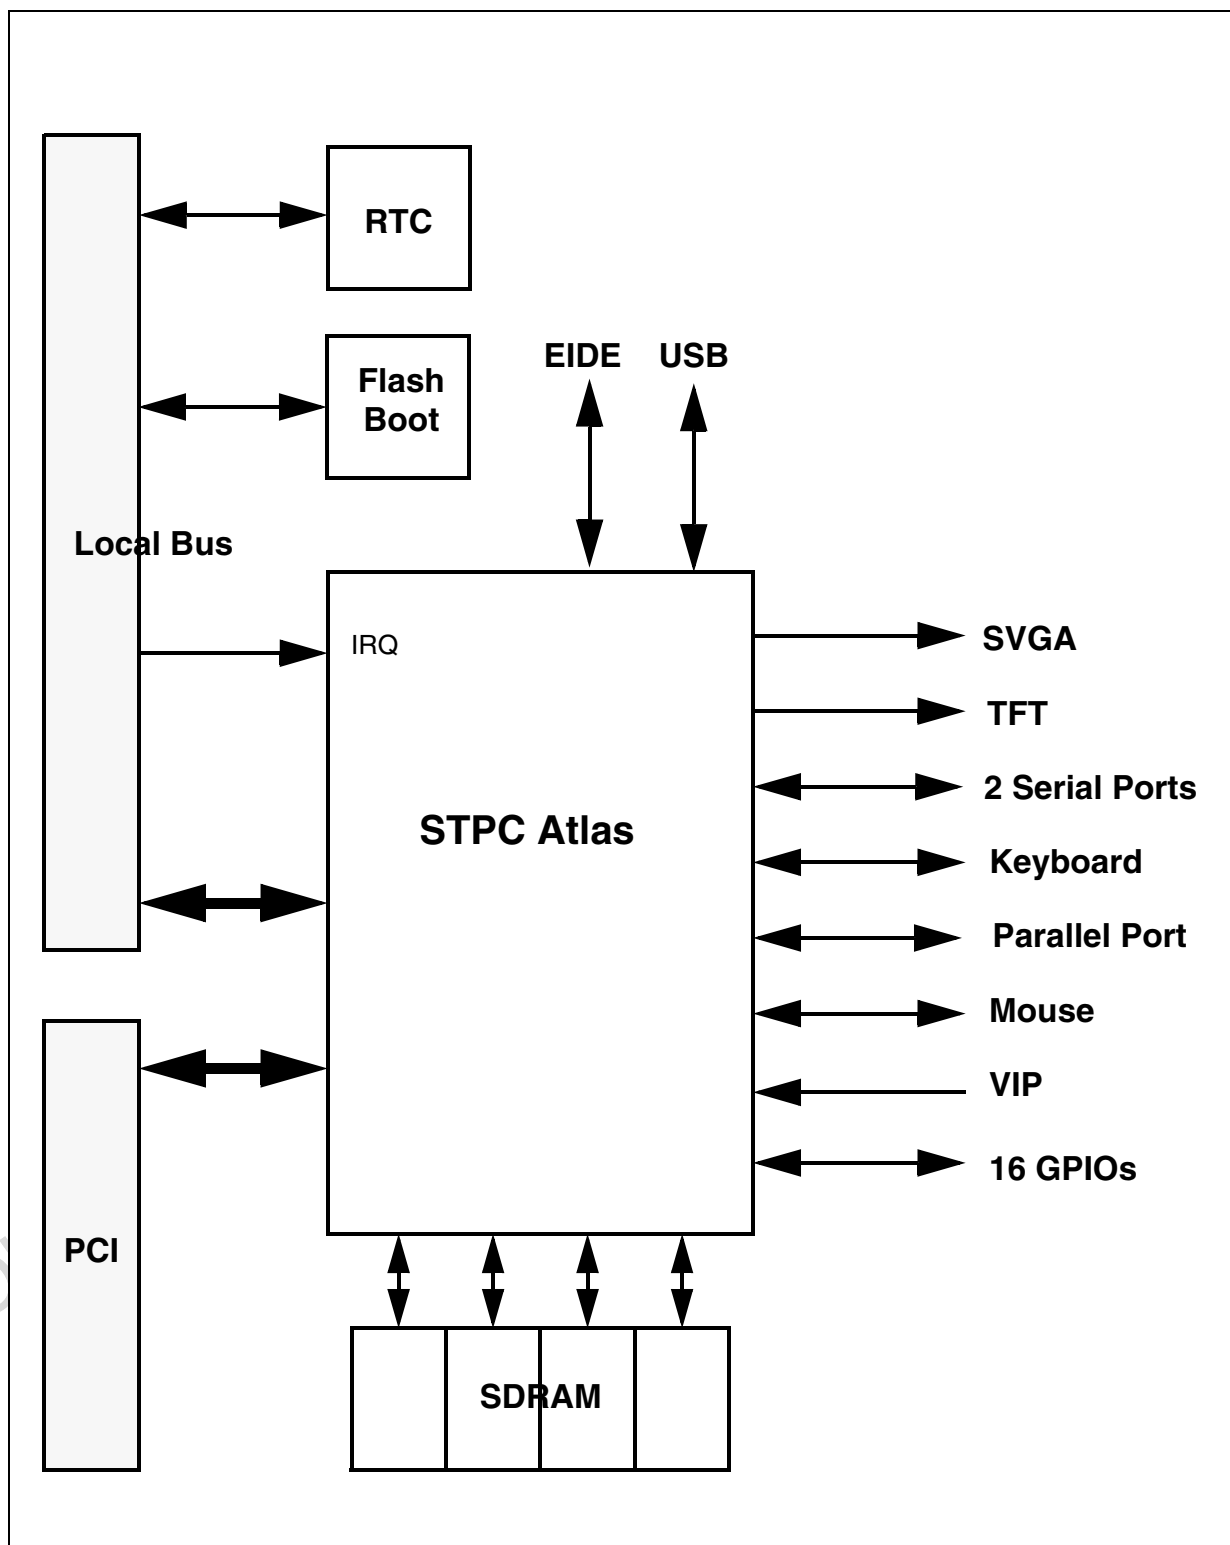 RTC
EIDE USB
Flash
Boot
Local Bus
IRQ
SVGA
TFT
2 Serial Ports
STPC Atlas
Keyboard
Parallel Port
Mouse
VIP
16 GPIOs
PCI
SDRAM